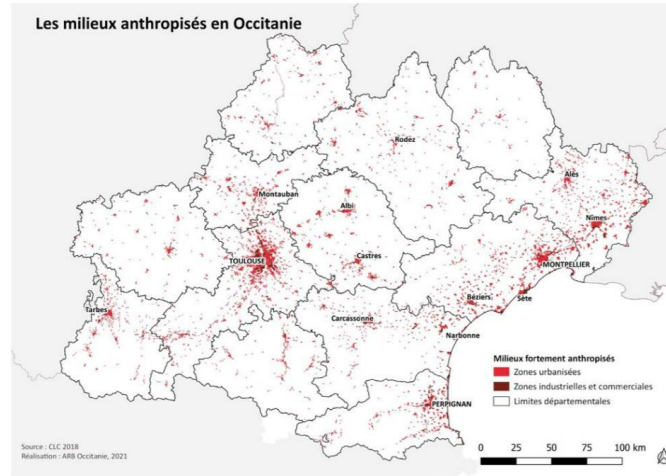 Les milieux anthropisés en Occitanie
Rodez
Alès
Montauban
Albi
Nîmes
TOULOUSE
Castres
MONTPELLIER
Béziers
Sète
Tarbes
Carcassonne
Narbonne
PERPIGNAN
Milieux fortement anthropisés
Zones urbanisées
Zones industrielles et commerciales
Limites départementales
Source : CLC 2018
Réalisation : ARB Occitanie, 2021
0 25 50 75 100 km